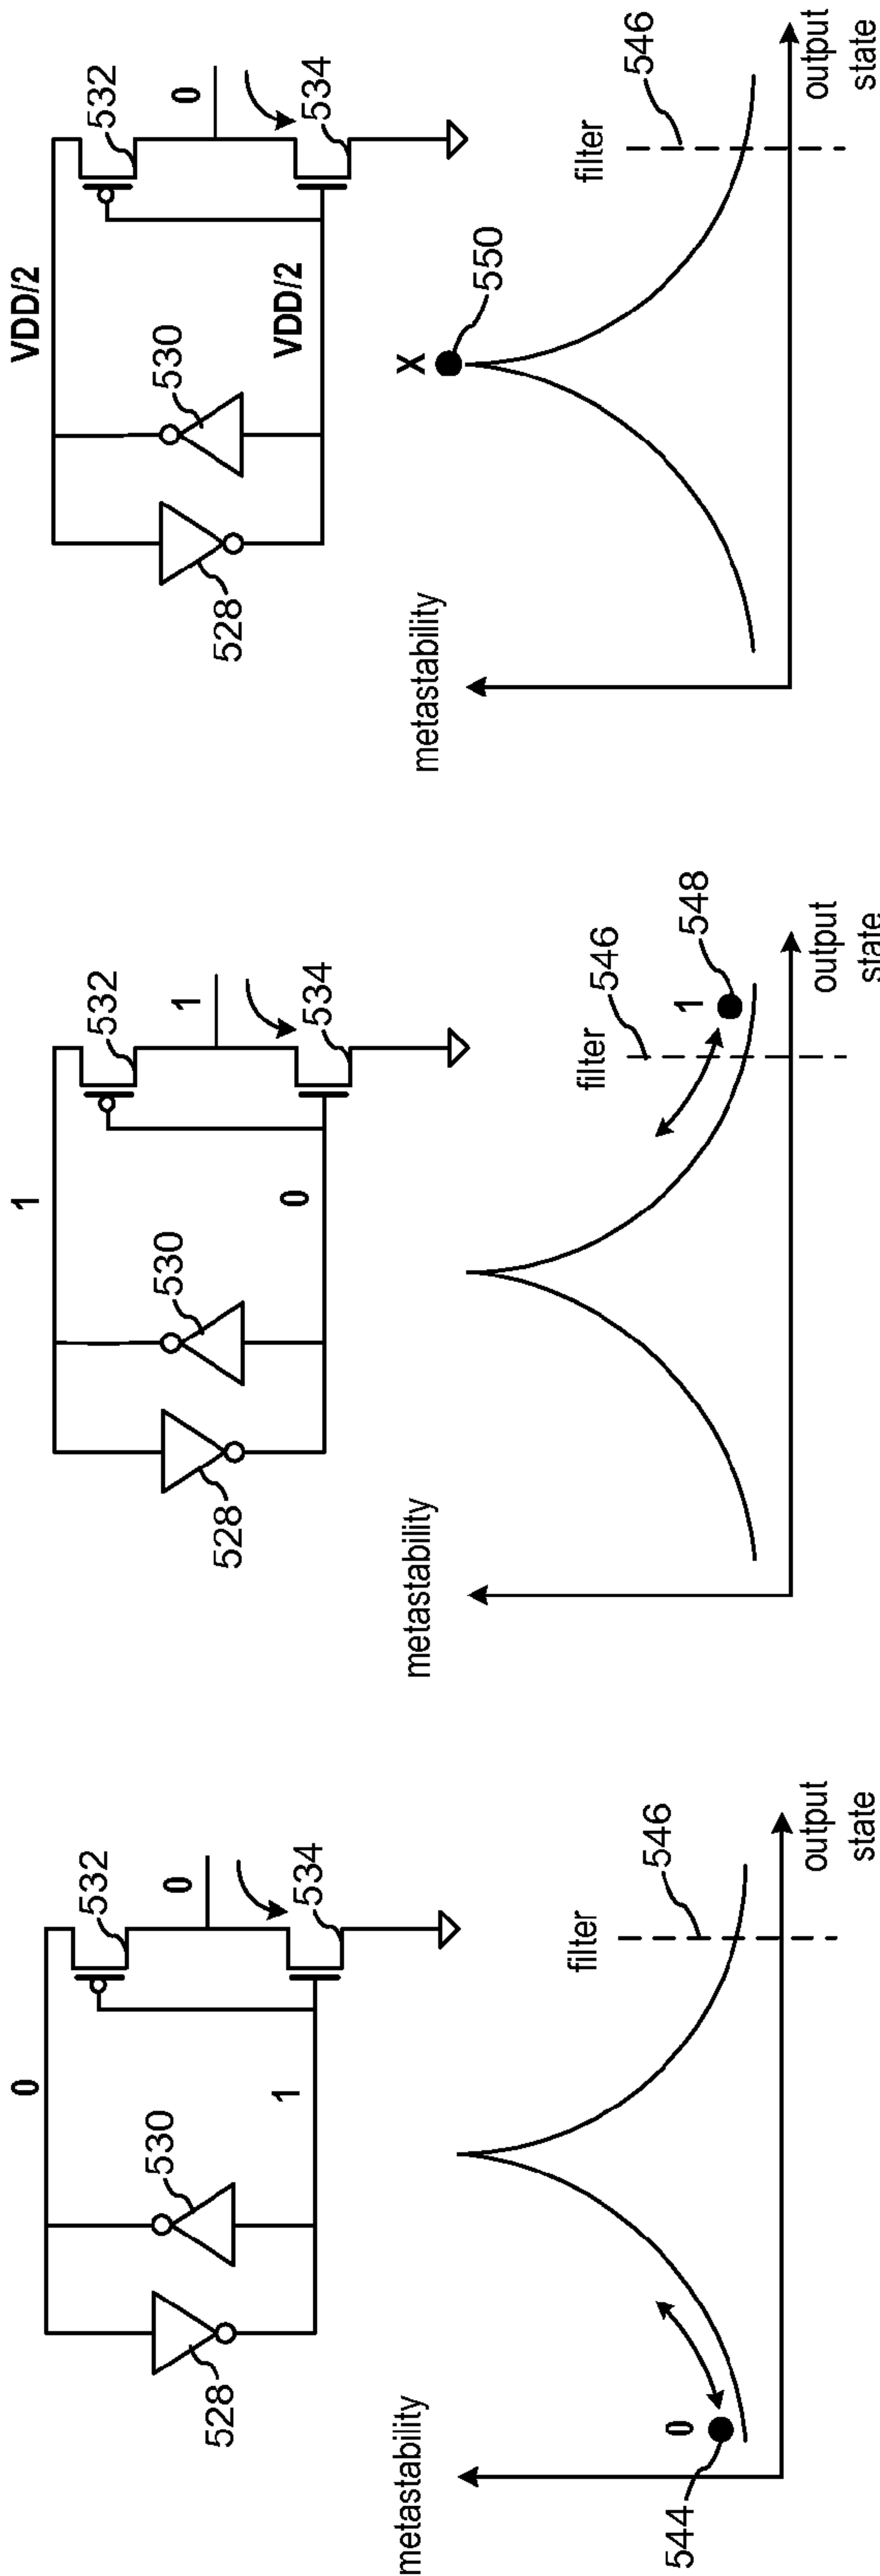 0
532
0
530
1
534
528
metastability
filter
546
0
544
output
state
1
532
1
530
0
534
528
metastability
filter
546
1
548
output
state
VDD/2
532
0
530
VDD/2
534
528
metastability
X
550
filter
546
output
state